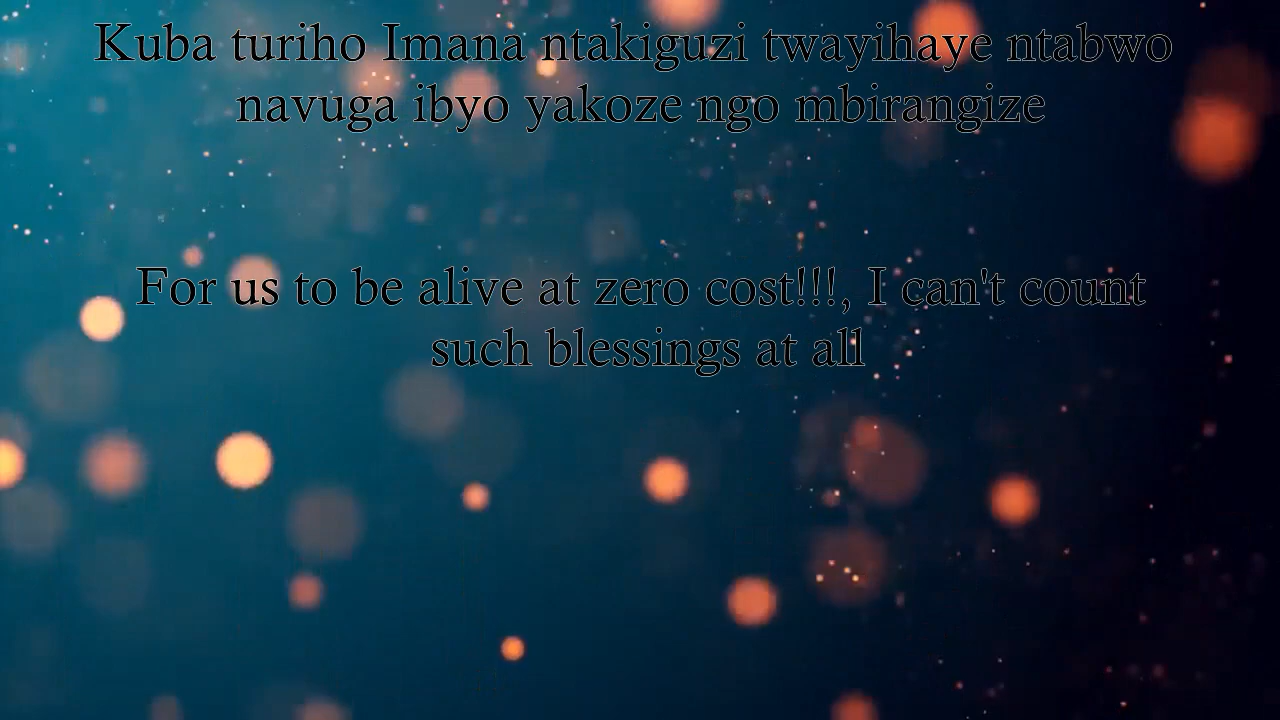 Kuba turiho Imana ntakiguzi twayihaye ntabwo
navuga ibyo yakoze ngo mbirangize
For us to be alive at zero cost!!!, I can't count
such blessings at all